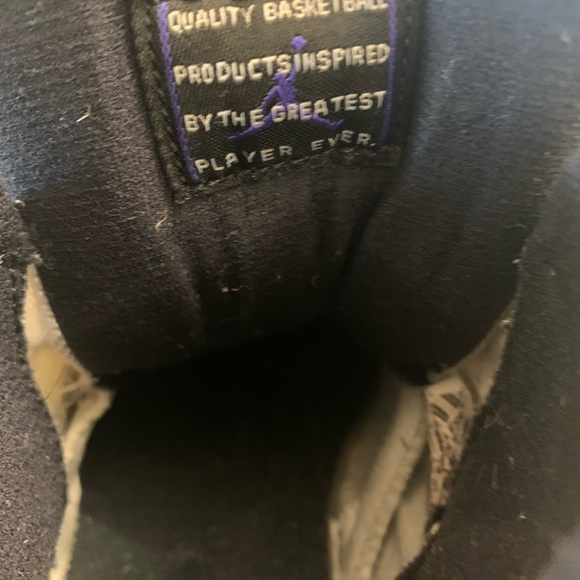 QUALITY BASKETBALL
PRODUCTS INSPIRED
BY THE GREATEST
PLAYER EVER.